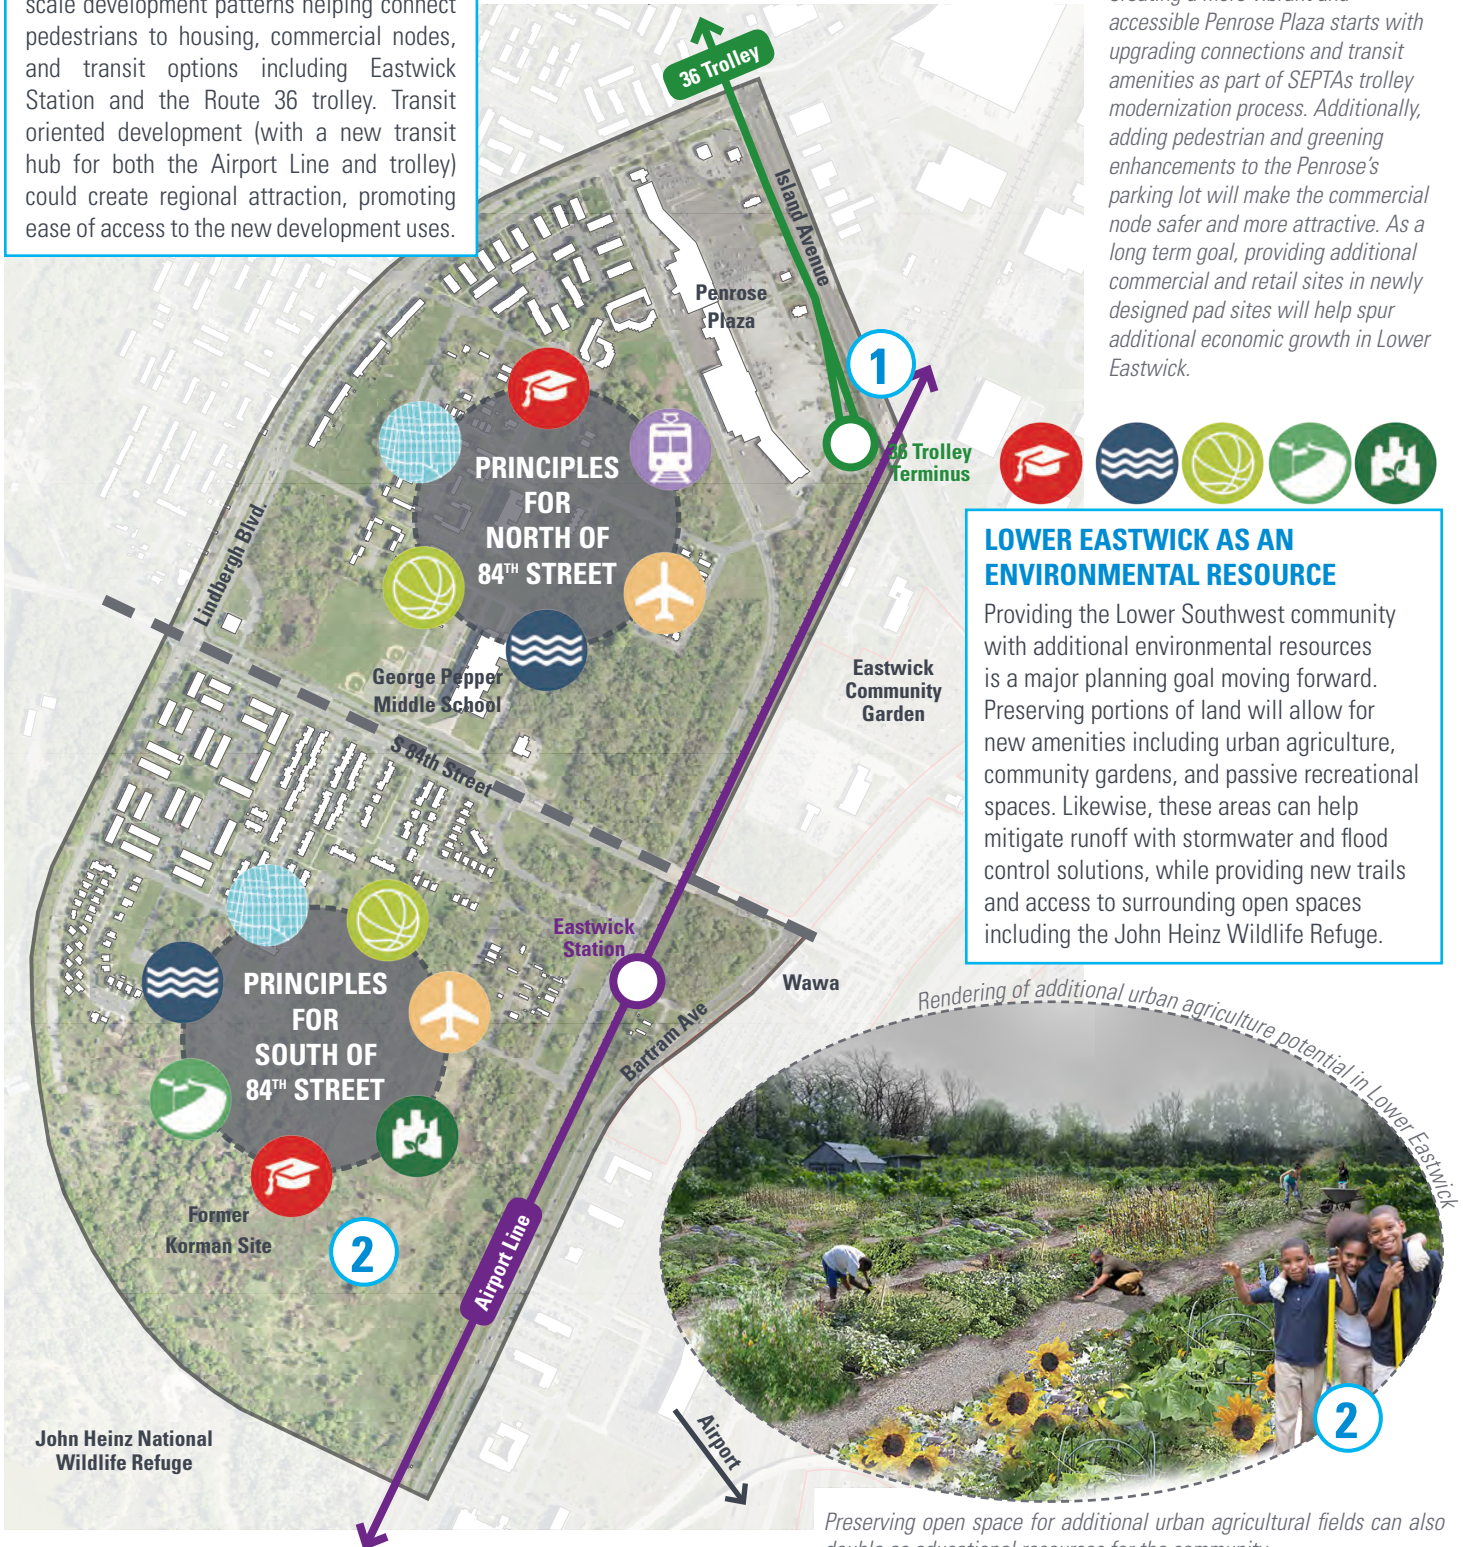 scale development patterns helping connect
pedestrians to housing, commercial nodes,
and transit options including Eastwick
Station and the Route 36 trolley. Transit
oriented development (with a new transit
hub for both the Airport Line and trolley)
could create regional attraction, promoting
ease of access to the new development uses.
Creating a more vibrant and
accessible Penrose Plaza starts with
upgrading connections and transit
amenities as part of SEPTAs trolley
modernization process. Additionally,
adding pedestrian and greening
enhancements to the Penrose's
parking lot will make the commercial
node safer and more attractive. As a
long term goal, providing additional
commercial and retail sites in newly
designed pad sites will help spur
additional economic growth in Lower
Eastwick.
36 Trolley
Island Avenue
Penrose
Plaza
1
36 Trolley
Terminus
PRINCIPLES
FOR
NORTH OF
84TH STREET
Lindbergh Blvd.
George Pepper
Middle School
S 84th Street
Eastwick
Community
Garden
LOWER EASTWICK AS AN
ENVIRONMENTAL RESOURCE
Providing the Lower Southwest community
with additional environmental resources
is a major planning goal moving forward.
Preserving portions of land will allow for
new amenities including urban agriculture,
community gardens, and passive recreational
spaces. Likewise, these areas can help
mitigate runoff with stormwater and flood
control solutions, while providing new trails
and access to surrounding open spaces
including the John Heinz Wildlife Refuge.
Eastwick
Station
Wawa
Bartram Ave
PRINCIPLES
FOR
SOUTH OF
84TH STREET
Former
Korman Site
2
Airport Line
John Heinz National
Wildlife Refuge
Airport
Rendering of additional urban agriculture potential in Lower Eastwick
2
Preserving open space for additional urban agricultural fields can also
double as educational resources for the community.